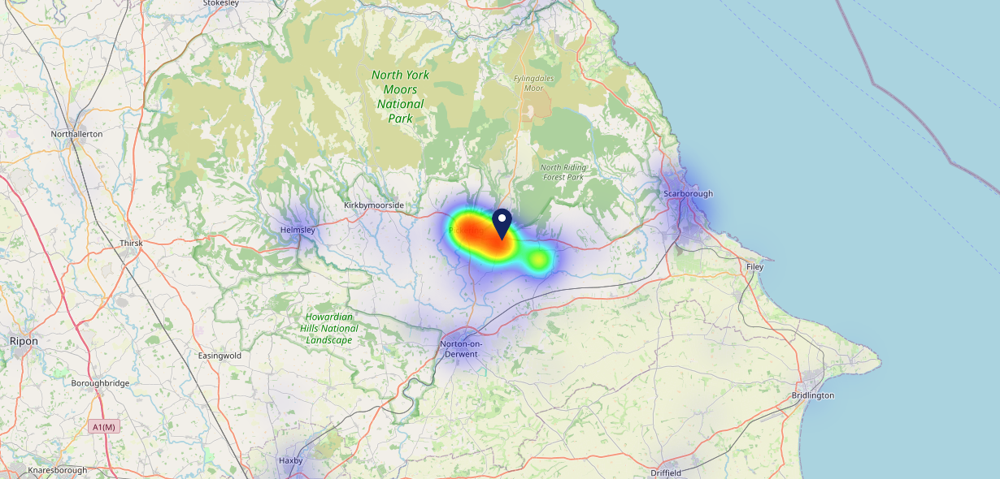 Stokesley
North York
Moors
National
Park
Fylingdales
Moor
Northallerton
North Riding
Forest Park
Scarborough
Kirkbymoorside
Helmsley
Thirsk
Filey
Howardian
Hills National
Landscape
Ripon
Norton-on-
Derwent
Easingwold
Boroughbridge
Bridlington
A1(M)
Haxby
Knaresborough
Driffield